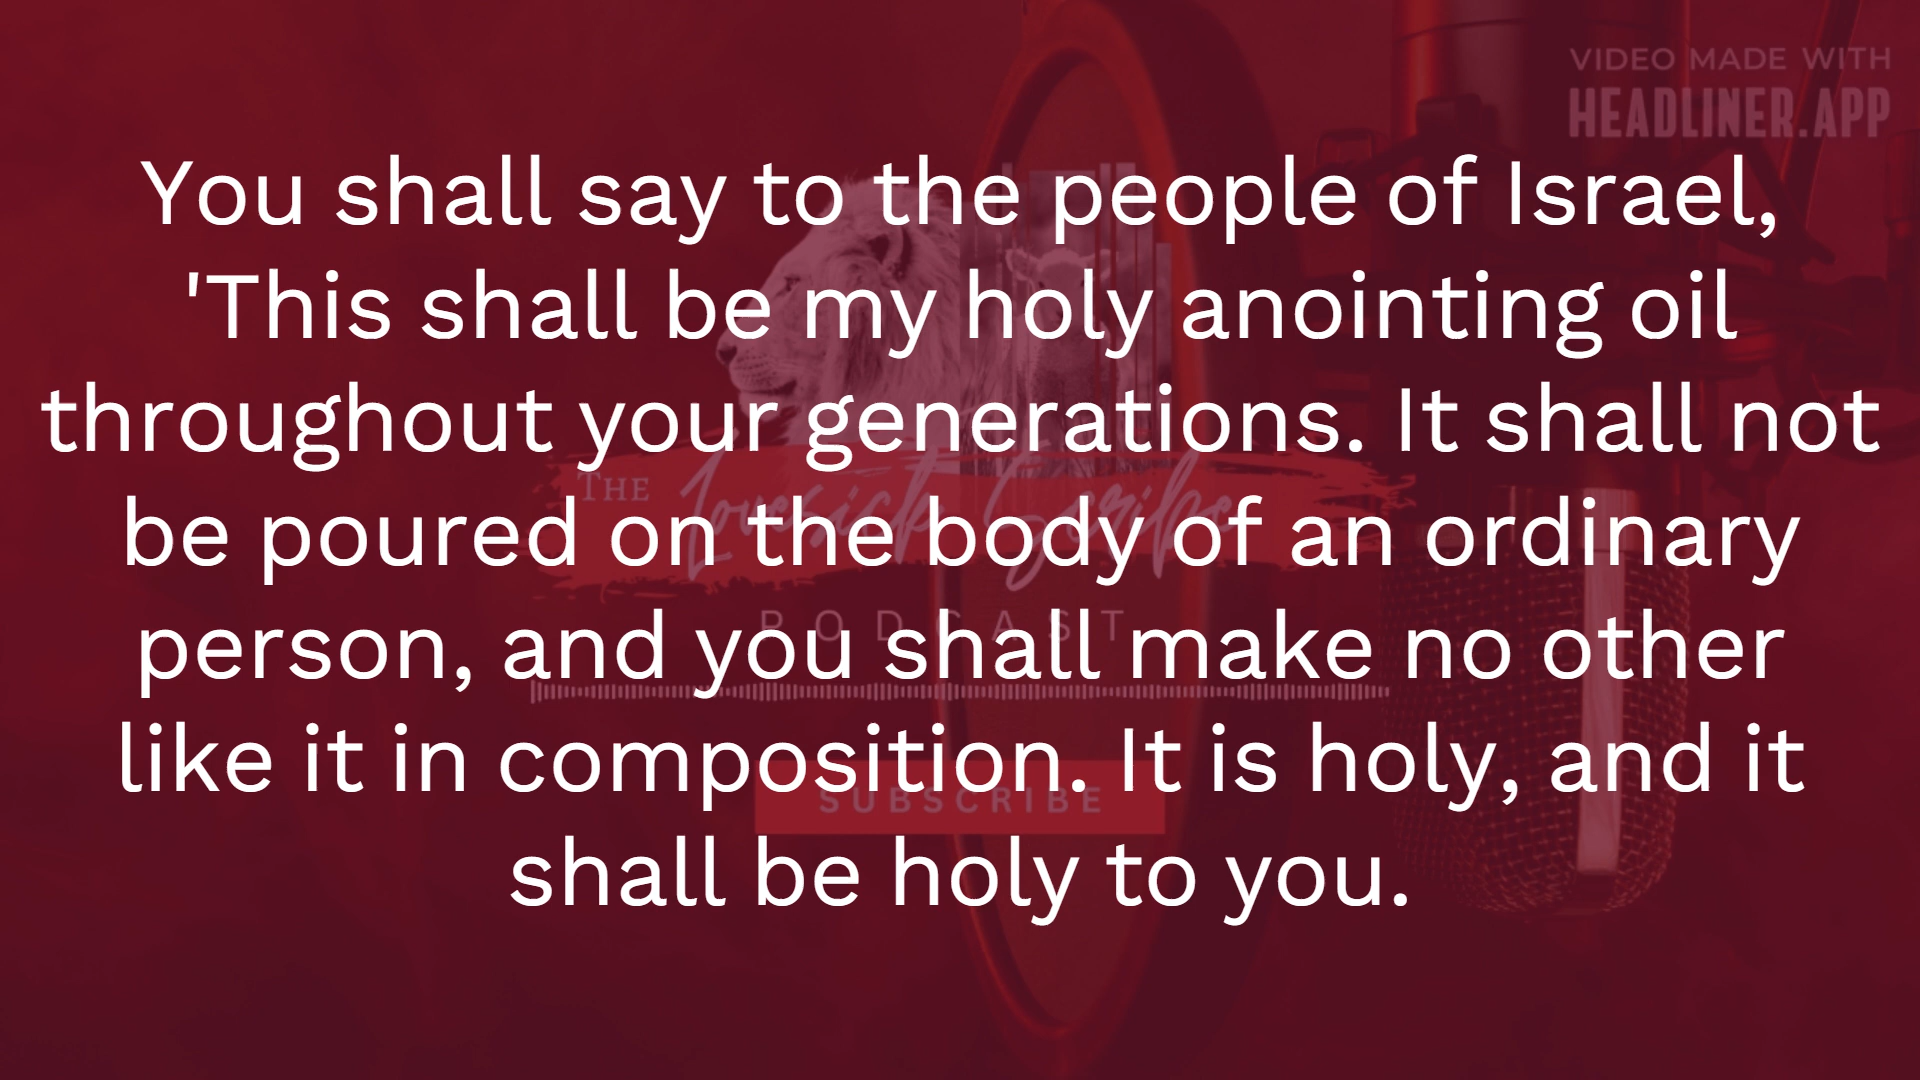 VIDEO MADE WITH
HEADLINER.APP
You shall say to the people of Israel,
'This shall be my holy anointing oil
throughout your generations. It shall not
be poured on the body of an ordinary
person, and you shall make no other
like it in composition. It is holy, and it
shall be holy to you.
THE Lovesick Scribe
PODCAST
SUBSCRIBE